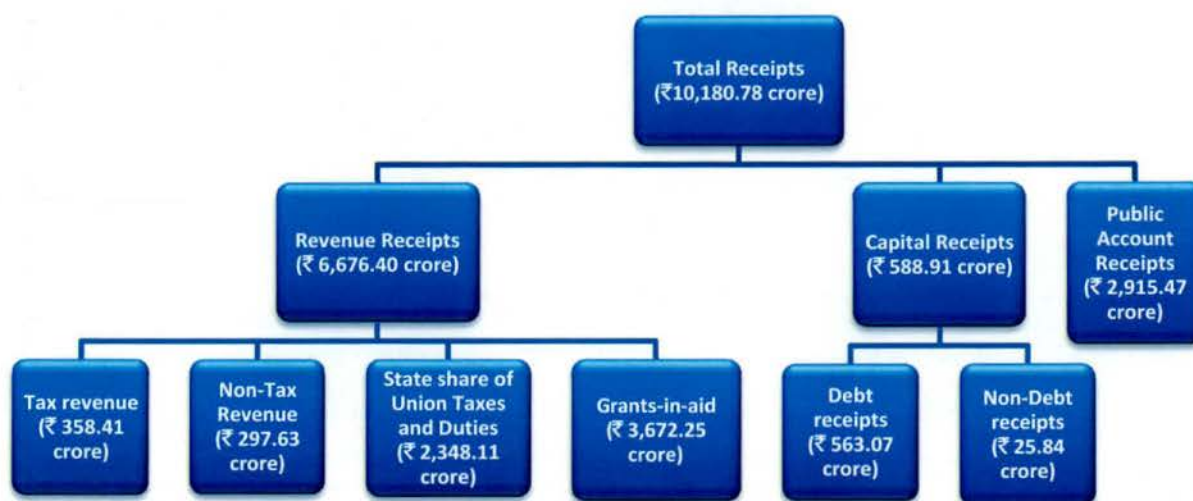 Total Receipts
(₹10,180.78 crore)
Revenue Receipts
(₹ 6,676.40 crore)
Capital Receipts
(₹ 588.91 crore)
Public
Account
Receipts
(₹ 2,915.47
crore)
Tax revenue
(₹ 358.41
crore)
Non-Tax
Revenue
(₹ 297.63
crore)
State share of
Union Taxes
and Duties
(₹ 2,348.11
crore)
Grants-in-aid
(₹ 3,672.25
crore)
Debt
receipts
(₹ 563.07
crore)
Non-Debt
receipts
(₹ 25.84
crore)